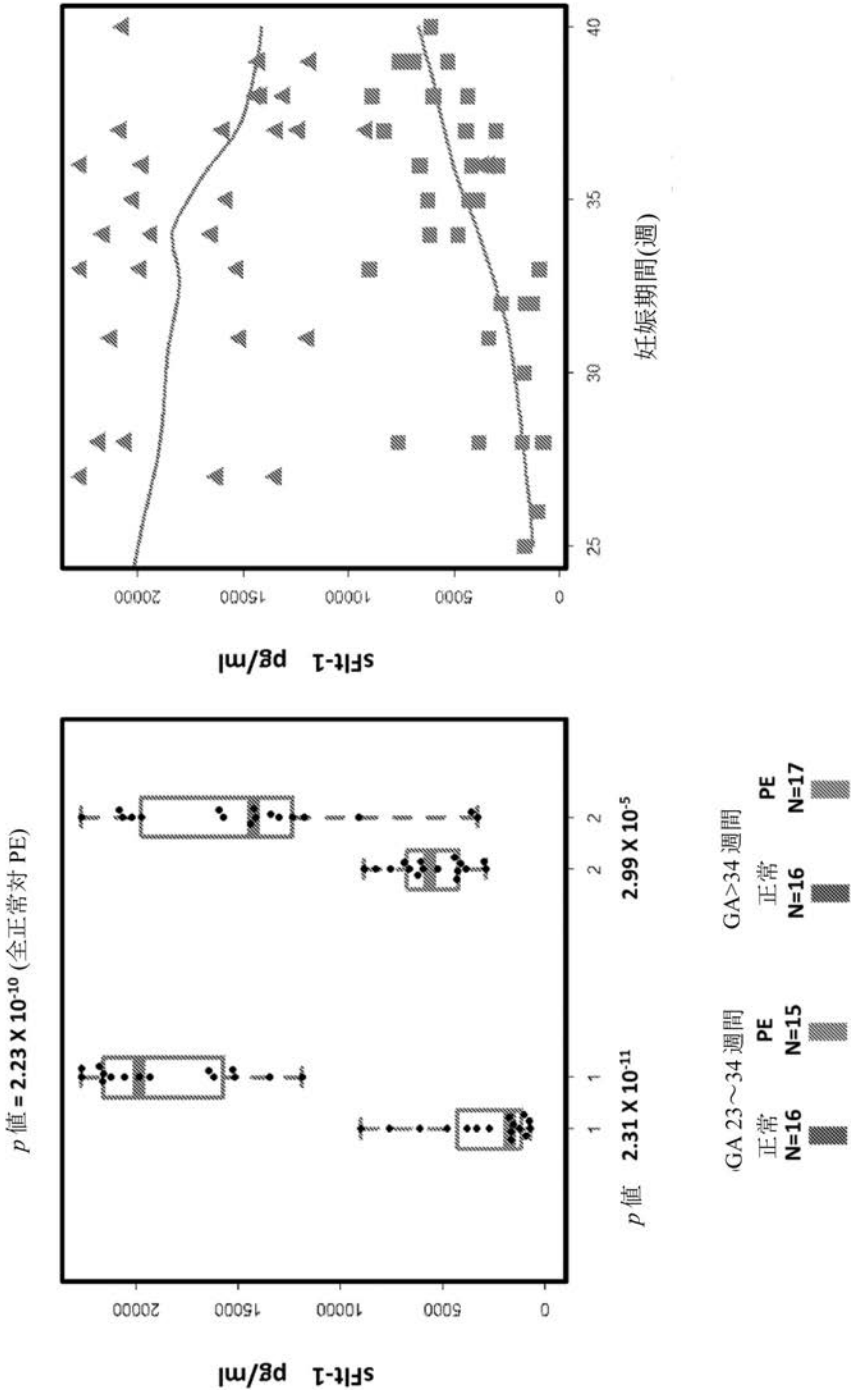 p 値 = 2.23 X 10-10 (全正常対 PE)
sFlt-1 pg/ml
20000
15000
10000
5000
0
1 1 2 2
p 値 2.31 X 10-11 2.99 X 10-5
GA 23～34 週間 GA>34 週間
正常 PE 正常 PE
N=16 N=15 N=16 N=17
sFlt-1 pg/ml
20000
15000
10000
5000
0
25 30 35 40
妊娠期間(週)